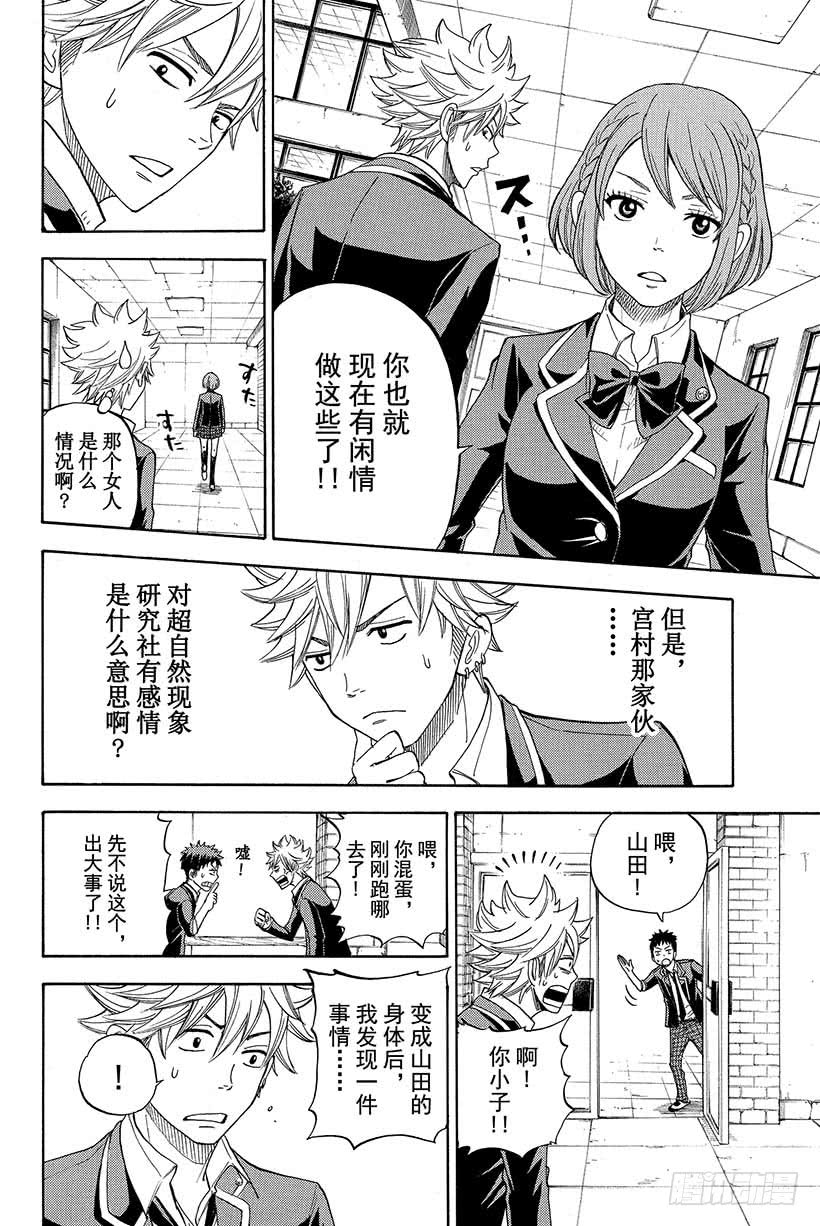 ス…
你也就
现在有闲情
做这些了！！
すた
すた
那个女人
是什么
情况啊？
但是，
宫村那家伙
……
对超自然现象
研究社有感情
是什么意思啊？
喂，
山田！
啊！
你小子！！
喂，
你混蛋，
刚刚跑哪
去了！
嘘！
先不说这个，
出大事了！！
变成山田的
身体后，
我发现一件
事情……
！
腾讯动漫